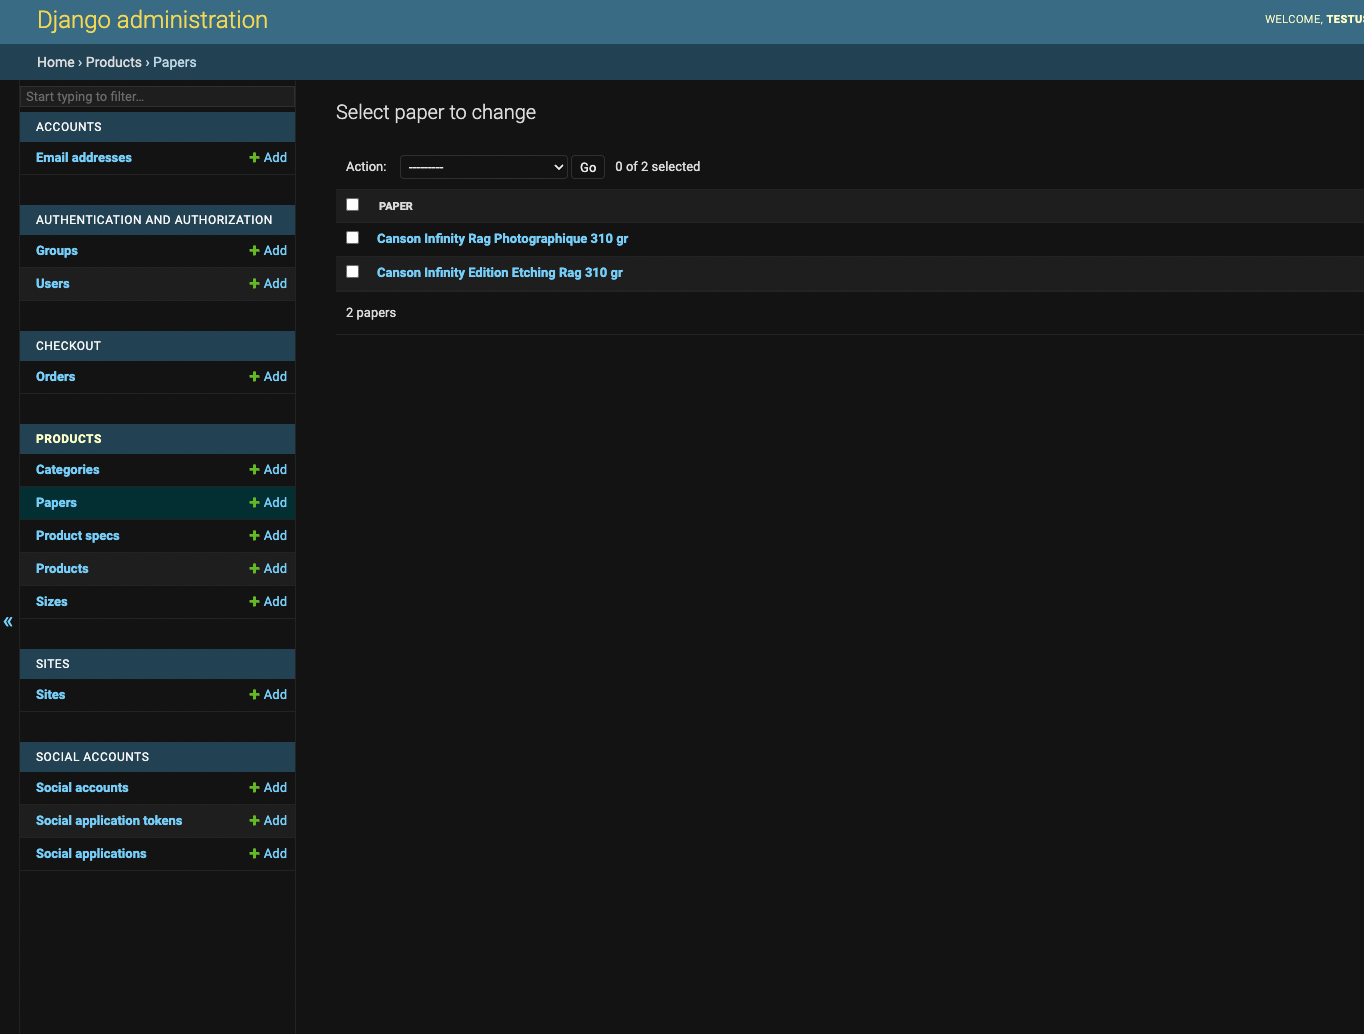 Django administration
WELCOME, TESTUS
Home › Products › Papers
Start typing to filter...
ACCOUNTS
Email addresses + Add
AUTHENTICATION AND AUTHORIZATION
Groups + Add
Users + Add
CHECKOUT
Orders + Add
PRODUCTS
Categories + Add
Papers + Add
Product specs + Add
Products + Add
Sizes + Add
«
SITES
Sites + Add
SOCIAL ACCOUNTS
Social accounts + Add
Social application tokens + Add
Social applications + Add
Select paper to change
Action: --------- Go 0 of 2 selected
PAPER
Canson Infinity Rag Photographique 310 gr
Canson Infinity Edition Etching Rag 310 gr
2 papers